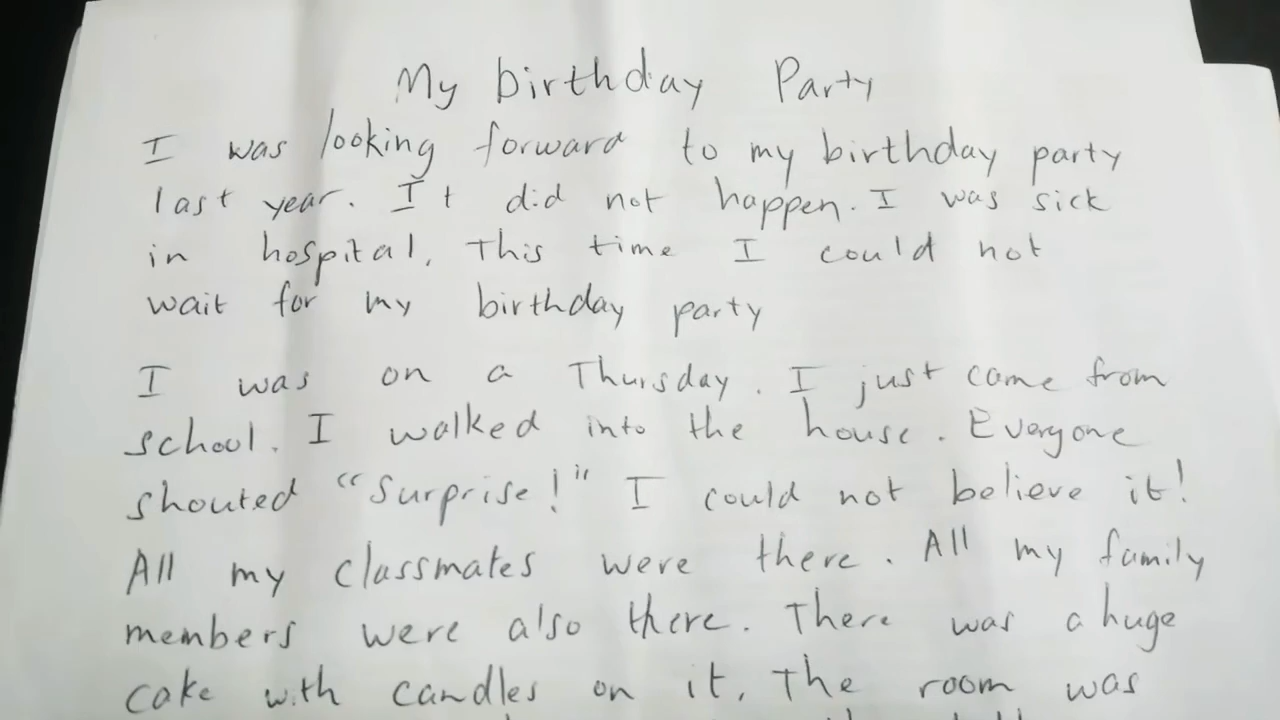 My birthday Party
I was looking forward to my birthday party
last year. It did not happen. I was sick
in hospital. This time I could not
wait for my birthday party
I was on a Thursday. I just came from
school. I walked into the house. Everyone
shouted "Surprise!" I could not believe it!
All my classmates were there. All my family
members were also there. There was a huge
cake with candles on it. The room was